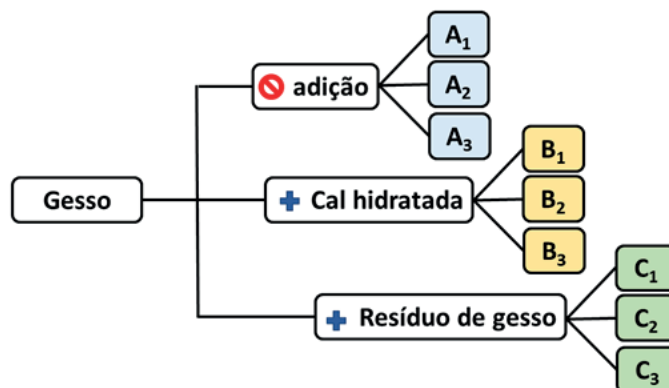 Gesso
adição
A₁
A₂
A₃
Cal hidratada
B₁
B₂
B₃
Resíduo de gesso
C₁
C₂
C₃